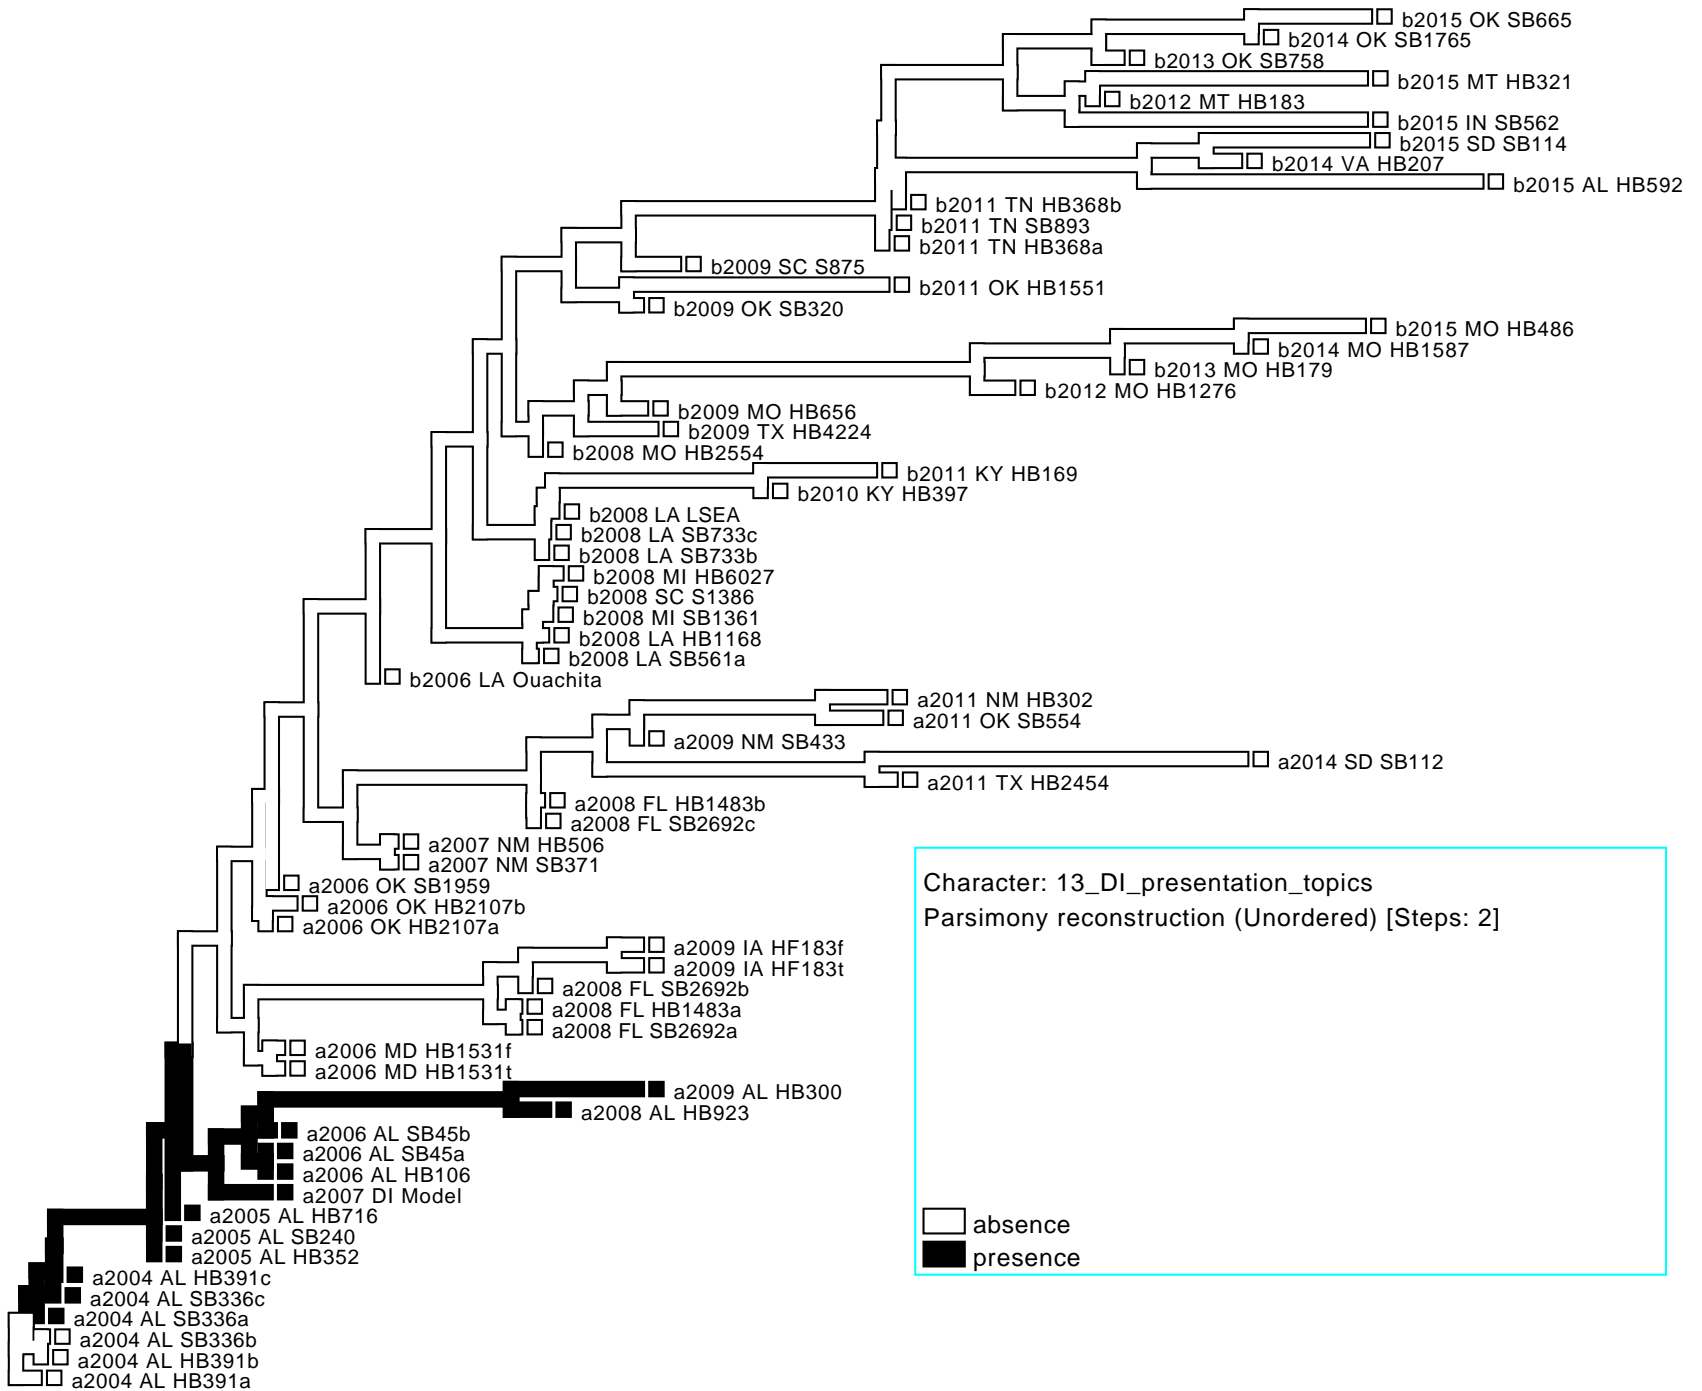 b2015 OK SB665
b2014 OK SB1765
b2013 OK SB758
b2015 MT HB321
b2012 MT HB183
b2015 IN SB562
b2015 SD SB114
b2014 VA HB207
b2015 AL HB592
b2011 TN HB368b
b2011 TN SB893
b2011 TN HB368a
b2009 SC S875
b2011 OK HB1551
b2009 OK SB320
b2015 MO HB486
b2014 MO HB1587
b2013 MO HB179
b2012 MO HB1276
b2009 MO HB656
b2009 TX HB4224
b2008 MO HB2554
b2011 KY HB169
b2010 KY HB397
b2008 LA LSEA
b2008 LA SB733c
b2008 LA SB733b
b2008 MI HB6027
b2008 SC S1386
b2008 MI SB1361
b2008 LA HB1168
b2008 LA SB561a
b2006 LA Ouachita
a2011 NM HB302
a2011 OK SB554
a2009 NM SB433
a2014 SD SB112
a2011 TX HB2454
a2008 FL HB1483b
a2008 FL SB2692c
a2007 NM HB506
a2007 NM SB371
a2006 OK SB1959
a2006 OK HB2107b
a2006 OK HB2107a
a2009 IA HF183f
a2009 IA HF183t
a2008 FL SB2692b
a2008 FL HB1483a
a2008 FL SB2692a
a2006 MD HB1531f
a2006 MD HB1531t
a2009 AL HB300
a2008 AL HB923
a2006 AL SB45b
a2006 AL SB45a
a2006 AL HB106
a2007 DI Model
a2005 AL HB716
a2005 AL SB240
a2005 AL HB352
a2004 AL HB391c
a2004 AL SB336c
a2004 AL SB336a
a2004 AL SB336b
a2004 AL HB391b
a2004 AL HB391a
Character: 13_DI_presentation_topics
Parsimony reconstruction (Unordered) [Steps: 2]
absence
presence